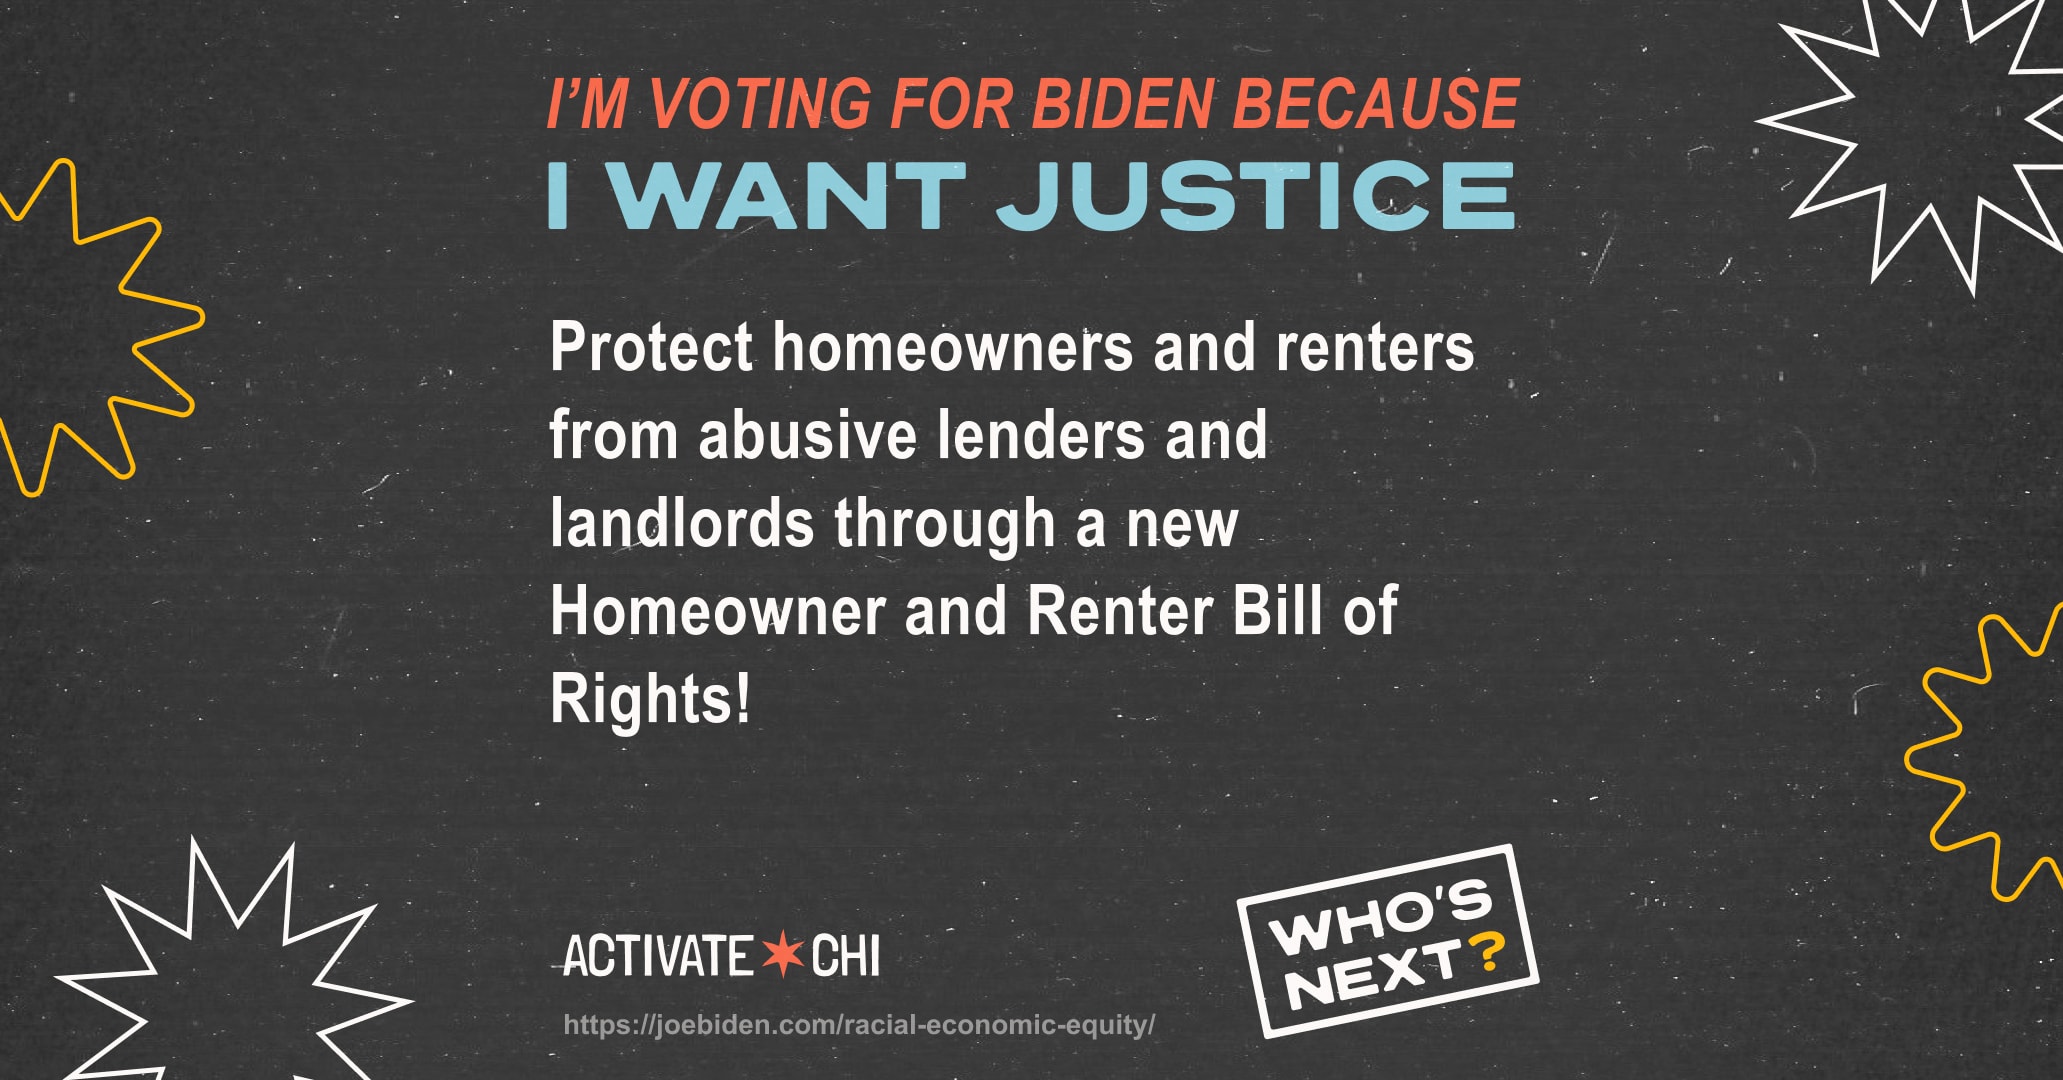 I’M VOTING FOR BIDEN BECAUSE
I WANT JUSTICE
Protect homeowners and renters
from abusive lenders and
landlords through a new
Homeowner and Renter Bill of
Rights!
ACTIVATE CHI
https://joebiden.com/racial-economic-equity/
WHO'S
NEXT?